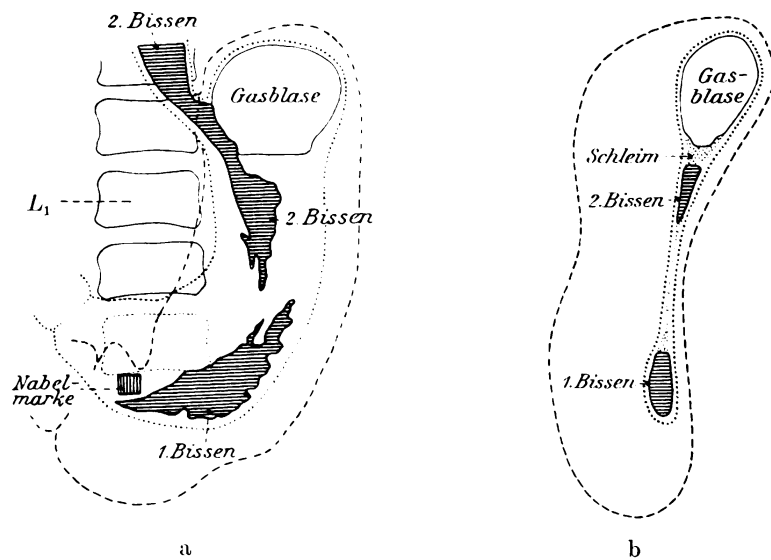 2. Bissen
Gasblase
L₁
2. Bissen
Nabel-
marke
1. Bissen
a
Gas-
blase
Schleim
2. Bissen
1. Bissen
b